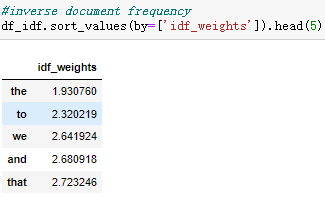 #inverse document frequency
df_idf.sort_values(by=['idf_weights']).head(5)
idf_weights
the 1.930760
to 2.320219
we 2.641924
and 2.680918
that 2.723246